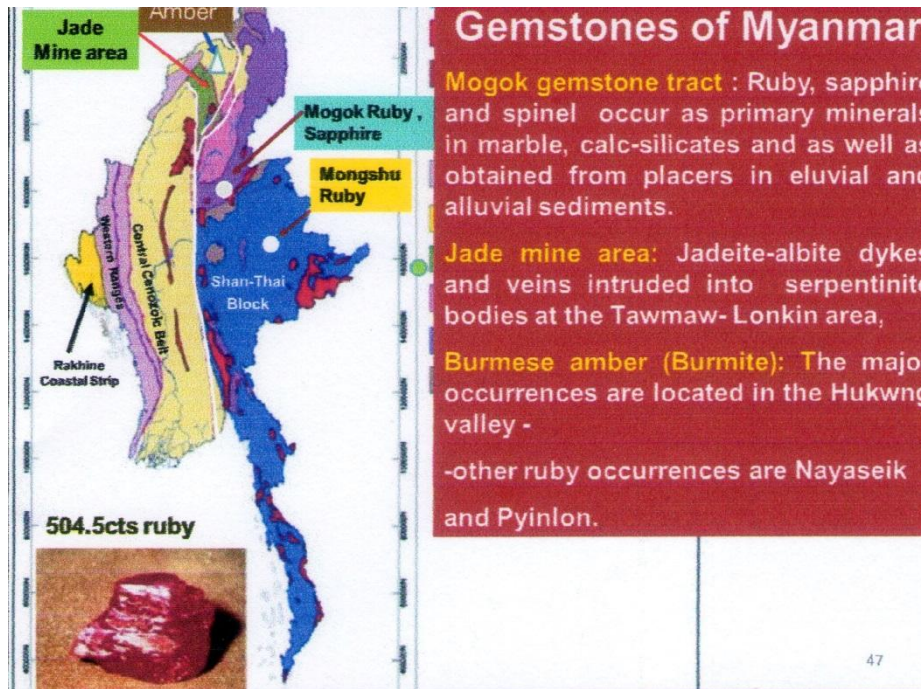 Gemstones of Myanmar
Mogok gemstone tract : Ruby, sapphire
and spinel occur as primary minerals
in marble, calc-silicates and as well as
obtained from placers in eluvial and
alluvial sediments.
Jade mine area: Jadeite-albite dykes
and veins intruded into serpentinite
bodies at the Tawmaw- Lonkin area,
Burmese amber (Burmite): The major
occurrences are located in the Hukwng
valley -
-other ruby occurrences are Nayaseik
and Pyinlon.
Amber
Jade
Mine area
Mogok Ruby ,
Sapphire
Mongshu
Ruby
Western Ranges
Central Cenozoic Belt
Shan-Thai
Block
Rakhine
Coastal Strip
504.5cts ruby
47